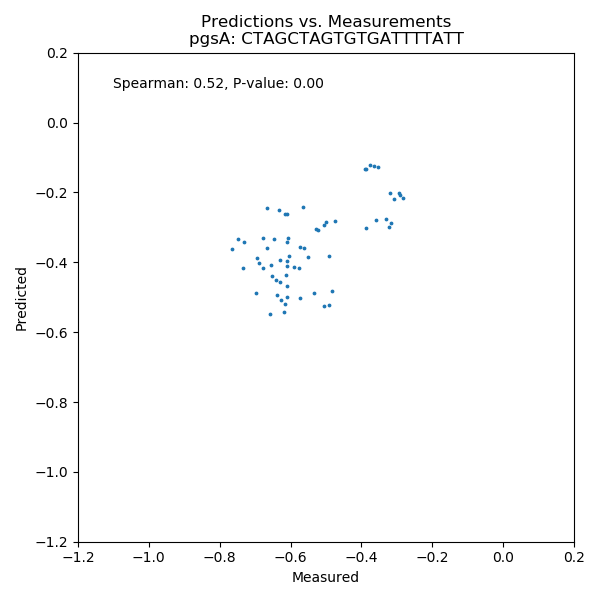 Predictions vs. Measurements
pgsA: CTAGCTAGTGTGATTTTATT
Spearman: 0.52, P-value: 0.00
0.2
0.0
−0.2
−0.4
−0.6
−0.8
−1.0
−1.2
Predicted
−1.2 −1.0 −0.8 −0.6 −0.4 −0.2 0.0 0.2
Measured